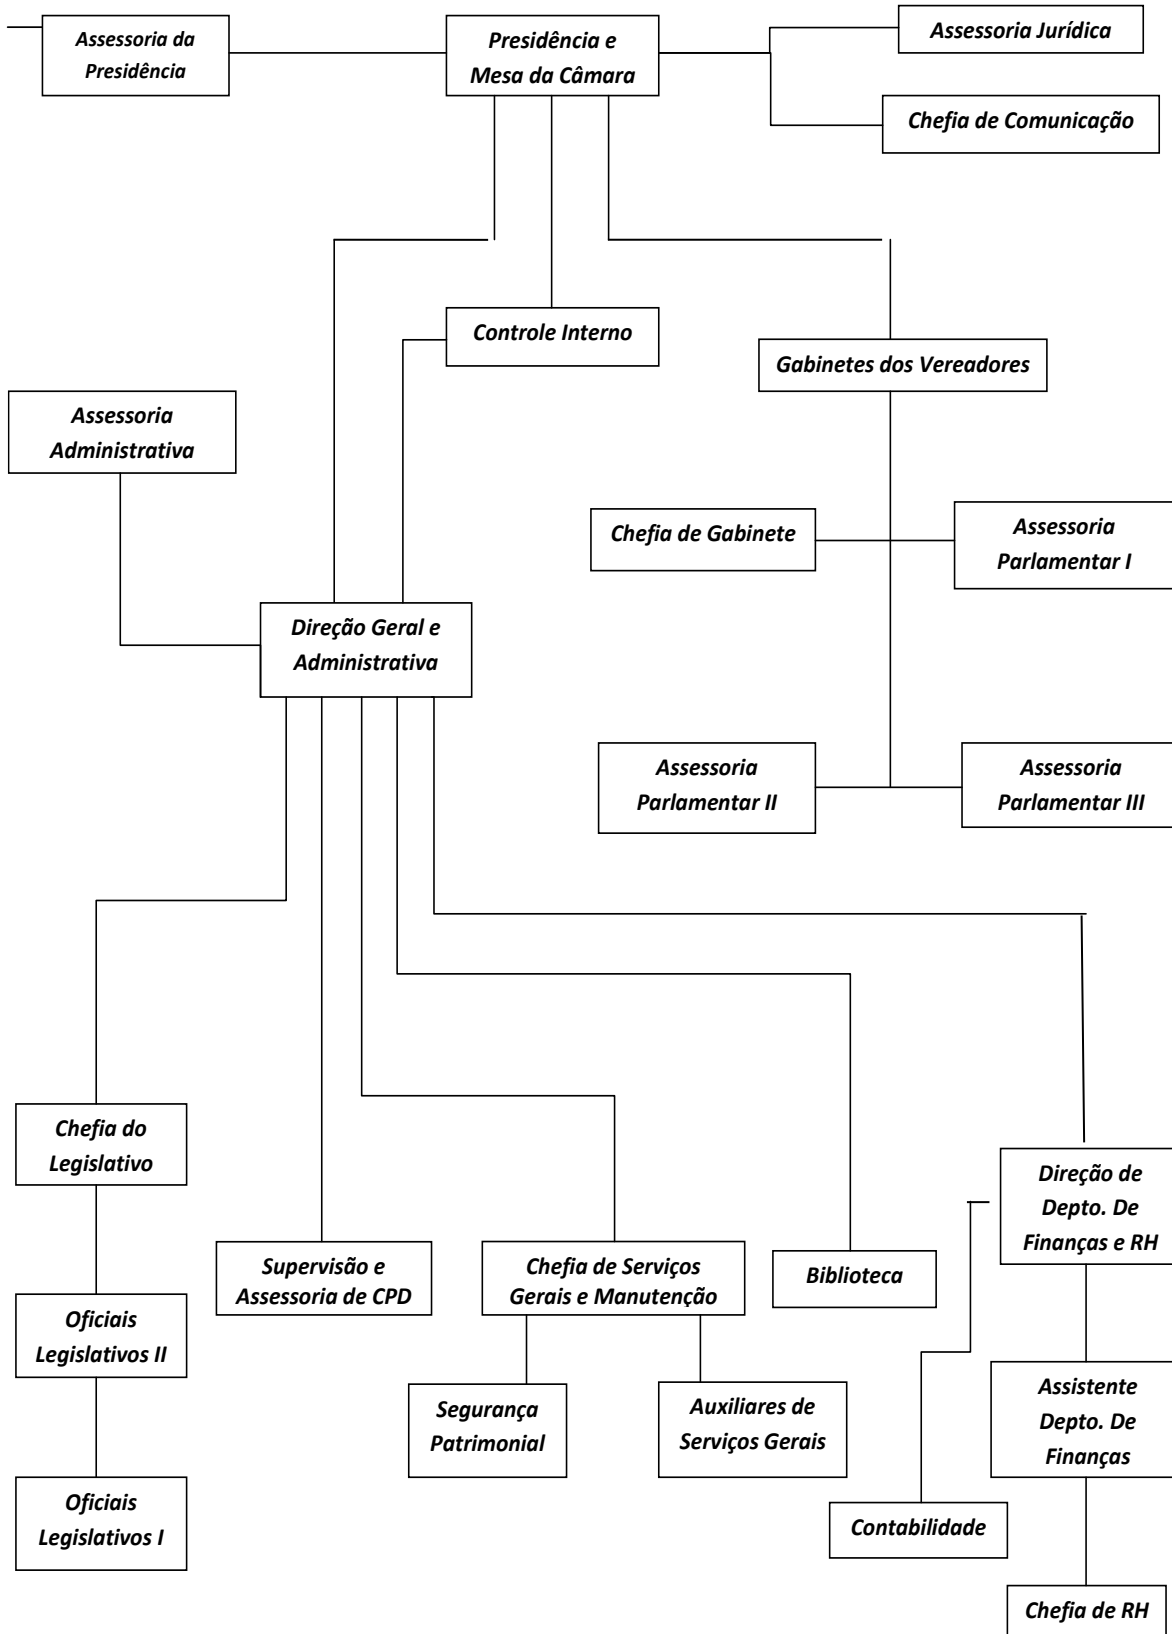 Assessoria da
Presidência
Presidência e
Mesa da Câmara
Assessoria Jurídica
Chefia de Comunicação
Controle Interno
Gabinetes dos Vereadores
Assessoria
Administrativa
Chefia de Gabinete
Assessoria
Parlamentar I
Direção Geral e
Administrativa
Assessoria
Parlamentar II
Assessoria
Parlamentar III
Chefia do
Legislativo
Direção de
Depto. De
Finanças e RH
Supervisão e
Assessoria de CPD
Chefia de Serviços
Gerais e Manutenção
Biblioteca
Oficiais
Legislativos II
Segurança
Patrimonial
Auxiliares de
Serviços Gerais
Assistente
Depto. De
Finanças
Oficiais
Legislativos I
Contabilidade
Chefia de RH